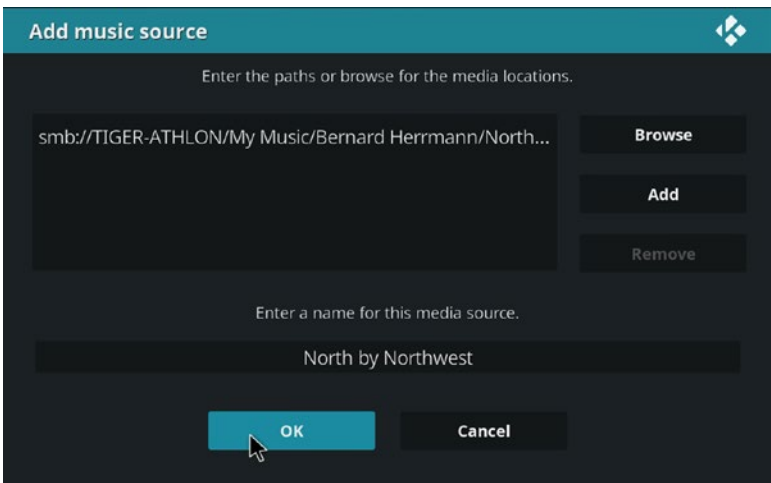 Add music source
Enter the paths or browse for the media locations.
smb://TIGER-ATHLON/My Music/Bernard Herrmann/North...
Browse
Add
Remove
Enter a name for this media source.
North by Northwest
OK
Cancel